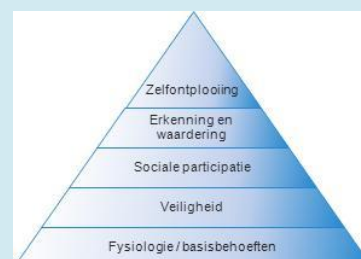 Zelfontplooiing
Erkenning en
waardering
Sociale participatie
Veiligheid
Fysiologie / basisbehoeften